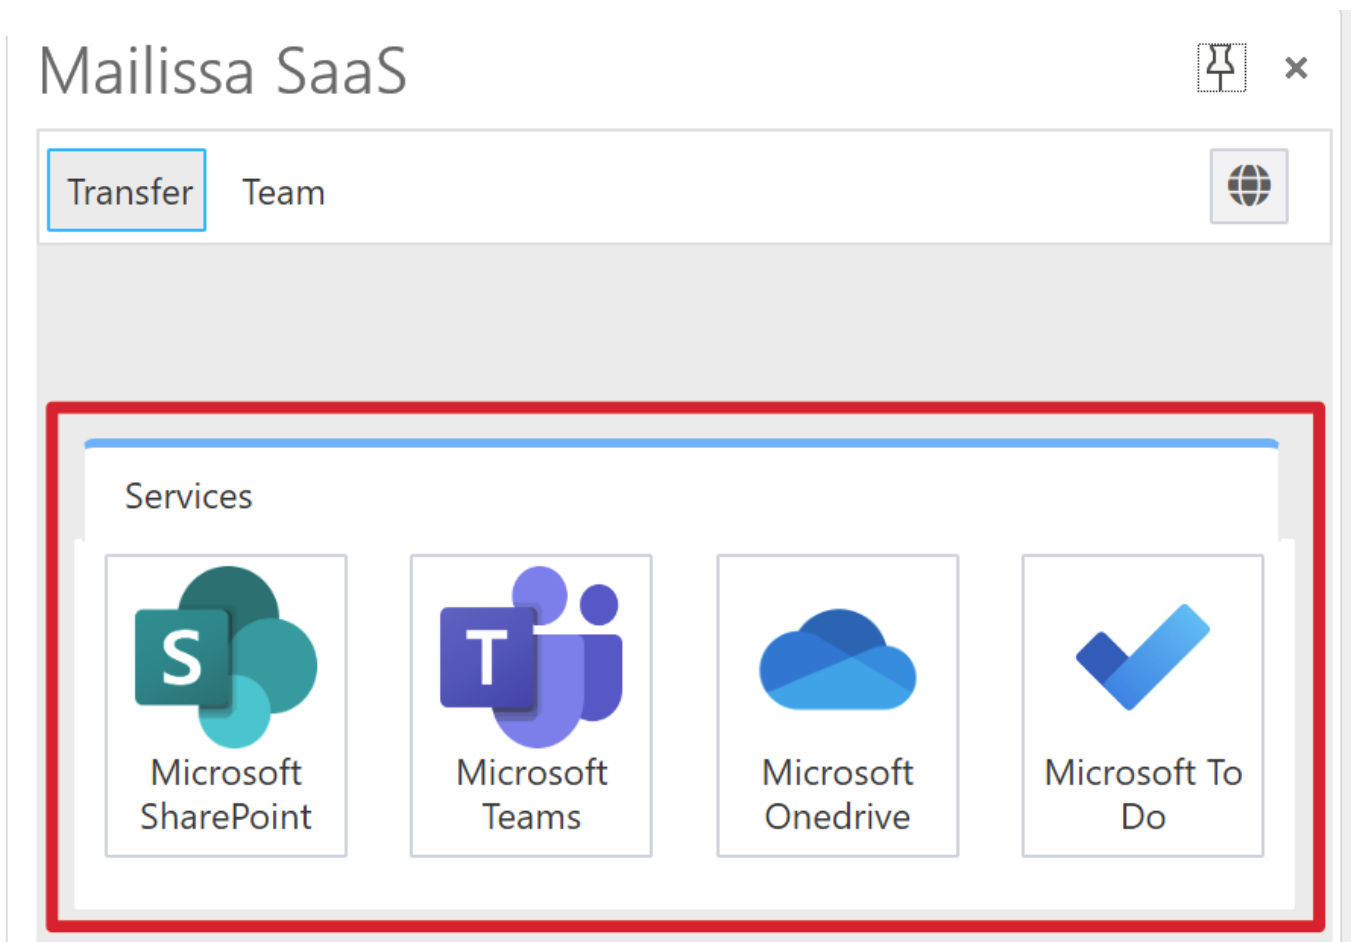 Mailissa SaaS
Transfer Team
Services
S
T
Microsoft
SharePoint
Microsoft
Teams
Microsoft
Onedrive
Microsoft To
Do